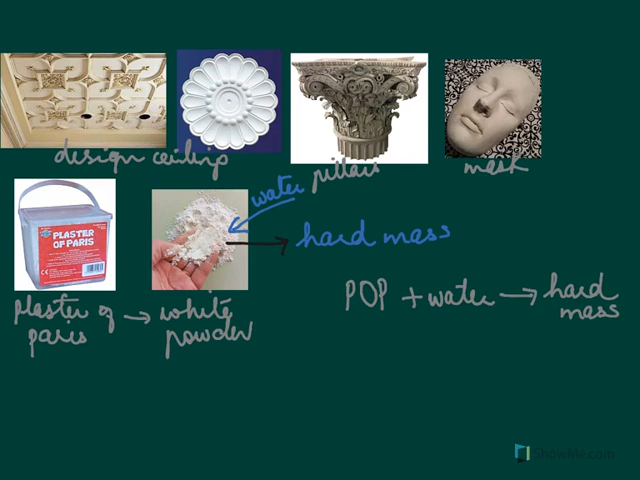 design ceiling
pillars
mask
water
PLASTER
OF PARIS
hard mass
plaster of → white
paris powder
POP + water → hard
mass
ShowMe.com